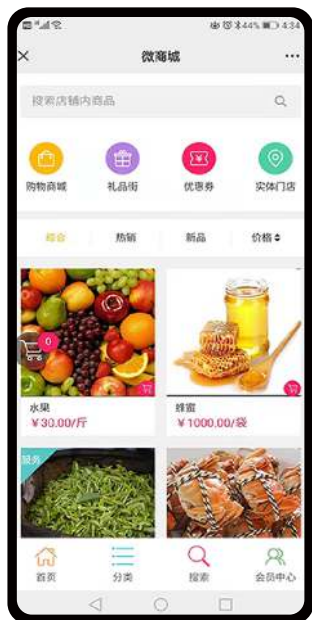 44% 4:34
微商城
搜索店铺内商品
购物商城 礼品街 优惠券 实体门店
综合 热销 新品 价格
0
水果 蜂蜜
¥30.00/斤 ¥1000.00/袋
服务
首页 分类 搜索 会员中心